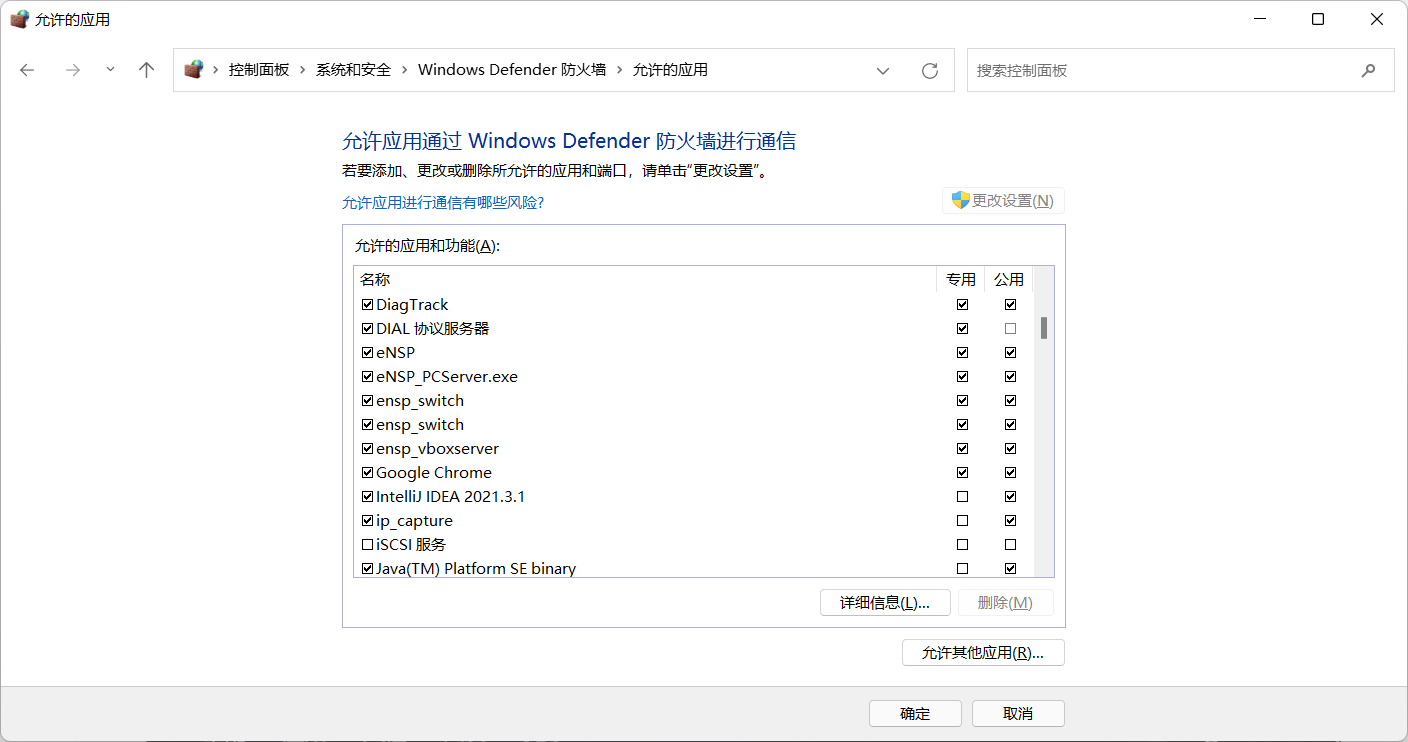 允许的应用
控制面板 系统和安全 Windows Defender 防火墙 允许的应用 搜索控制面板
允许应用通过 Windows Defender 防火墙进行通信
若要添加、更改或删除所允许的应用和端口，请单击“更改设置”。
允许应用进行通信有哪些风险? 更改设置(N)
允许的应用和功能(A):
名称 专用 公用
DiagTrack
DIAL 协议服务器
eNSP
eNSP_PCServer.exe
ensp_switch
ensp_switch
ensp_vboxserver
Google Chrome
IntelliJ IDEA 2021.3.1
ip_capture
iSCSI 服务
Java(TM) Platform SE binary
详细信息(L)... 删除(M)
允许其他应用(R)...
确定 取消